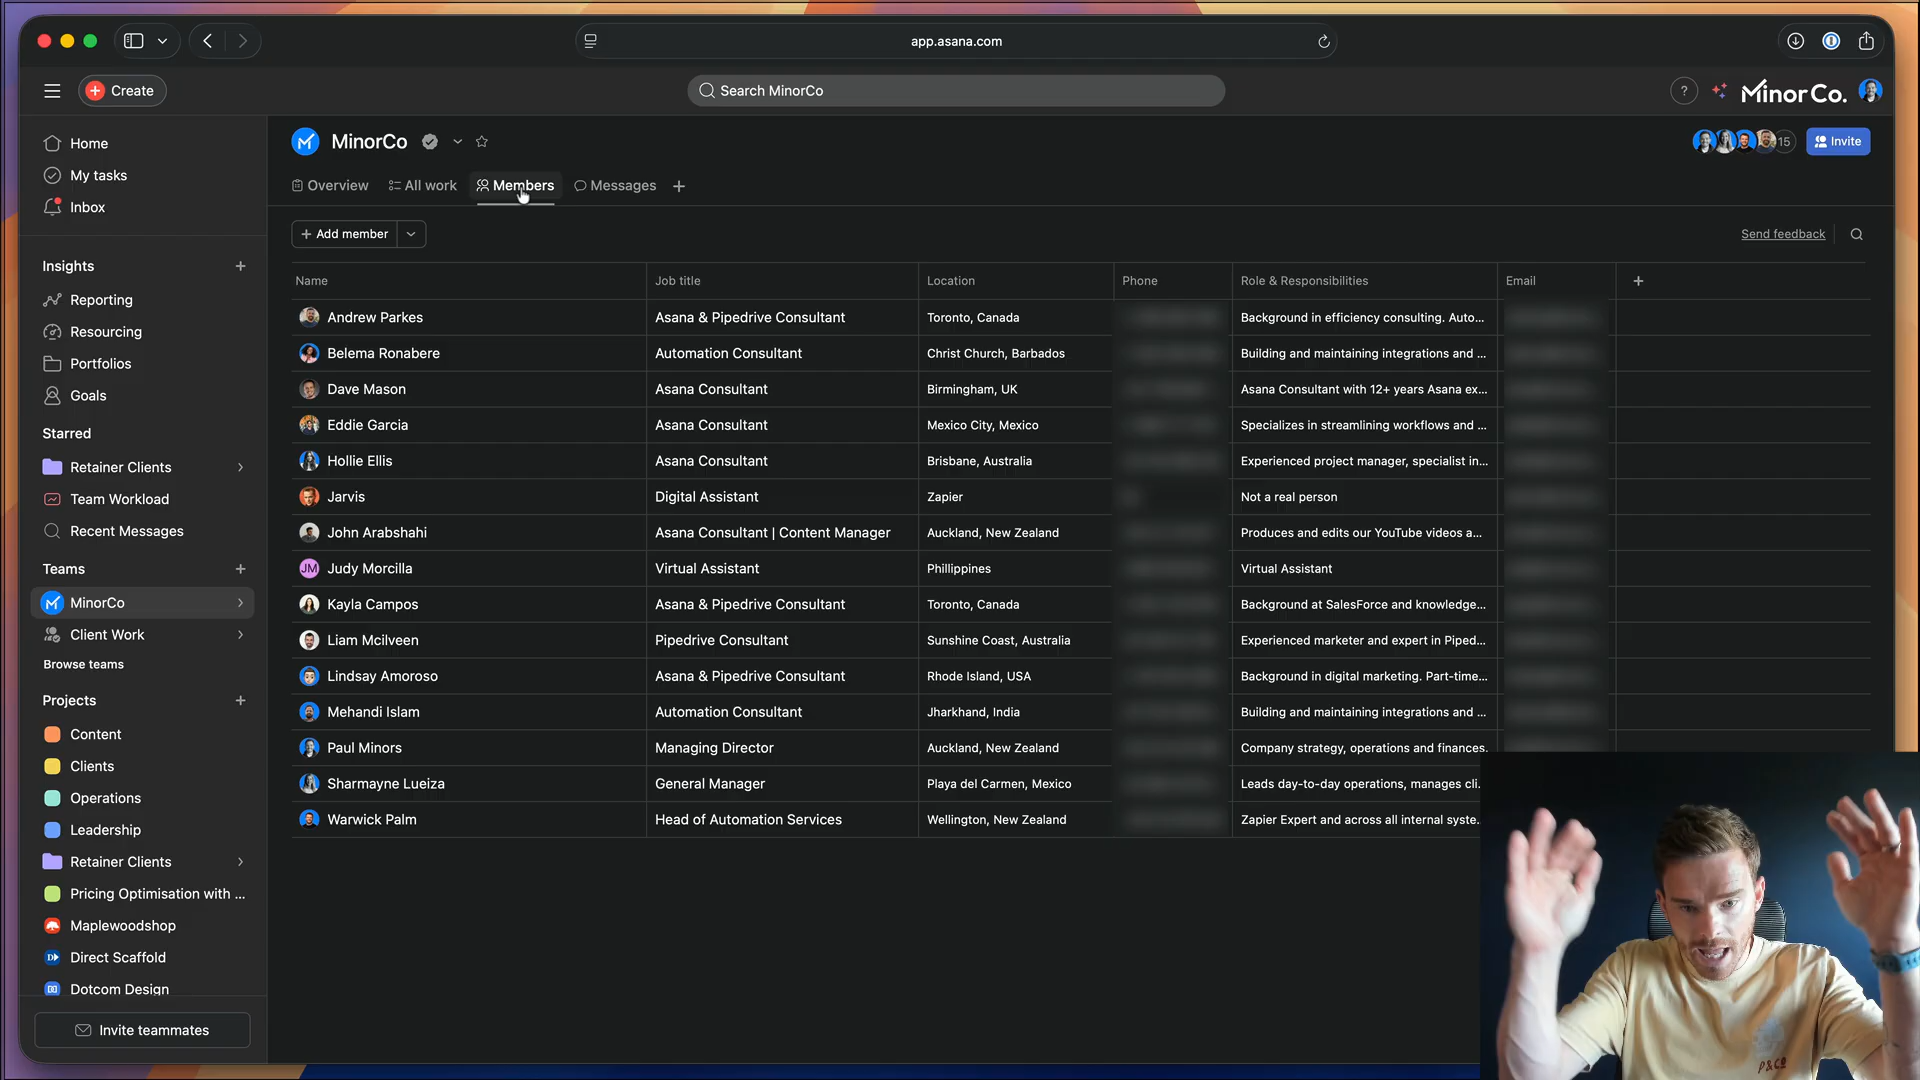 app.asana.com
Create
Search MinorCo
?
Minor Co.
Home
My tasks
Inbox
Insights
Reporting
Resourcing
Portfolios
Goals
Starred
Retainer Clients
Team Workload
Recent Messages
Teams
MinorCo
Client Work
Browse teams
Projects
Content
Clients
Operations
Leadership
Retainer Clients
Pricing Optimisation with ...
Maplewoodshop
Direct Scaffold
Dotcom Design
Invite teammates
MinorCo
15
Invite
Overview
All work
Members
Messages
Add member
Send feedback
Name Job title Location Phone Role & Responsibilities Email
Andrew Parkes Asana & Pipedrive Consultant Toronto, Canada Background in efficiency consulting. Auto...
Belema Ronabere Automation Consultant Christ Church, Barbados Building and maintaining integrations and ...
Dave Mason Asana Consultant Birmingham, UK Asana Consultant with 12+ years Asana ex...
Eddie Garcia Asana Consultant Mexico City, Mexico Specializes in streamlining workflows and ...
Hollie Ellis Asana Consultant Brisbane, Australia Experienced project manager, specialist in...
Jarvis Digital Assistant Zapier Not a real person
John Arabshahi Asana Consultant | Content Manager Auckland, New Zealand Produces and edits our YouTube videos a...
JM Judy Morcilla Virtual Assistant Phillippines Virtual Assistant
Kayla Campos Asana & Pipedrive Consultant Toronto, Canada Background at SalesForce and knowledge...
Liam Mcilveen Pipedrive Consultant Sunshine Coast, Australia Experienced marketer and expert in Piped...
Lindsay Amoroso Asana & Pipedrive Consultant Rhode Island, USA Background in digital marketing. Part-time...
Mehandi Islam Automation Consultant Jharkhand, India Building and maintaining integrations and ...
Paul Minors Managing Director Auckland, New Zealand Company strategy, operations and finances.
Sharmayne Lueiza General Manager Playa del Carmen, Mexico Leads day-to-day operations, manages cli.
Warwick Palm Head of Automation Services Wellington, New Zealand Zapier Expert and across all internal syste.
P&CO